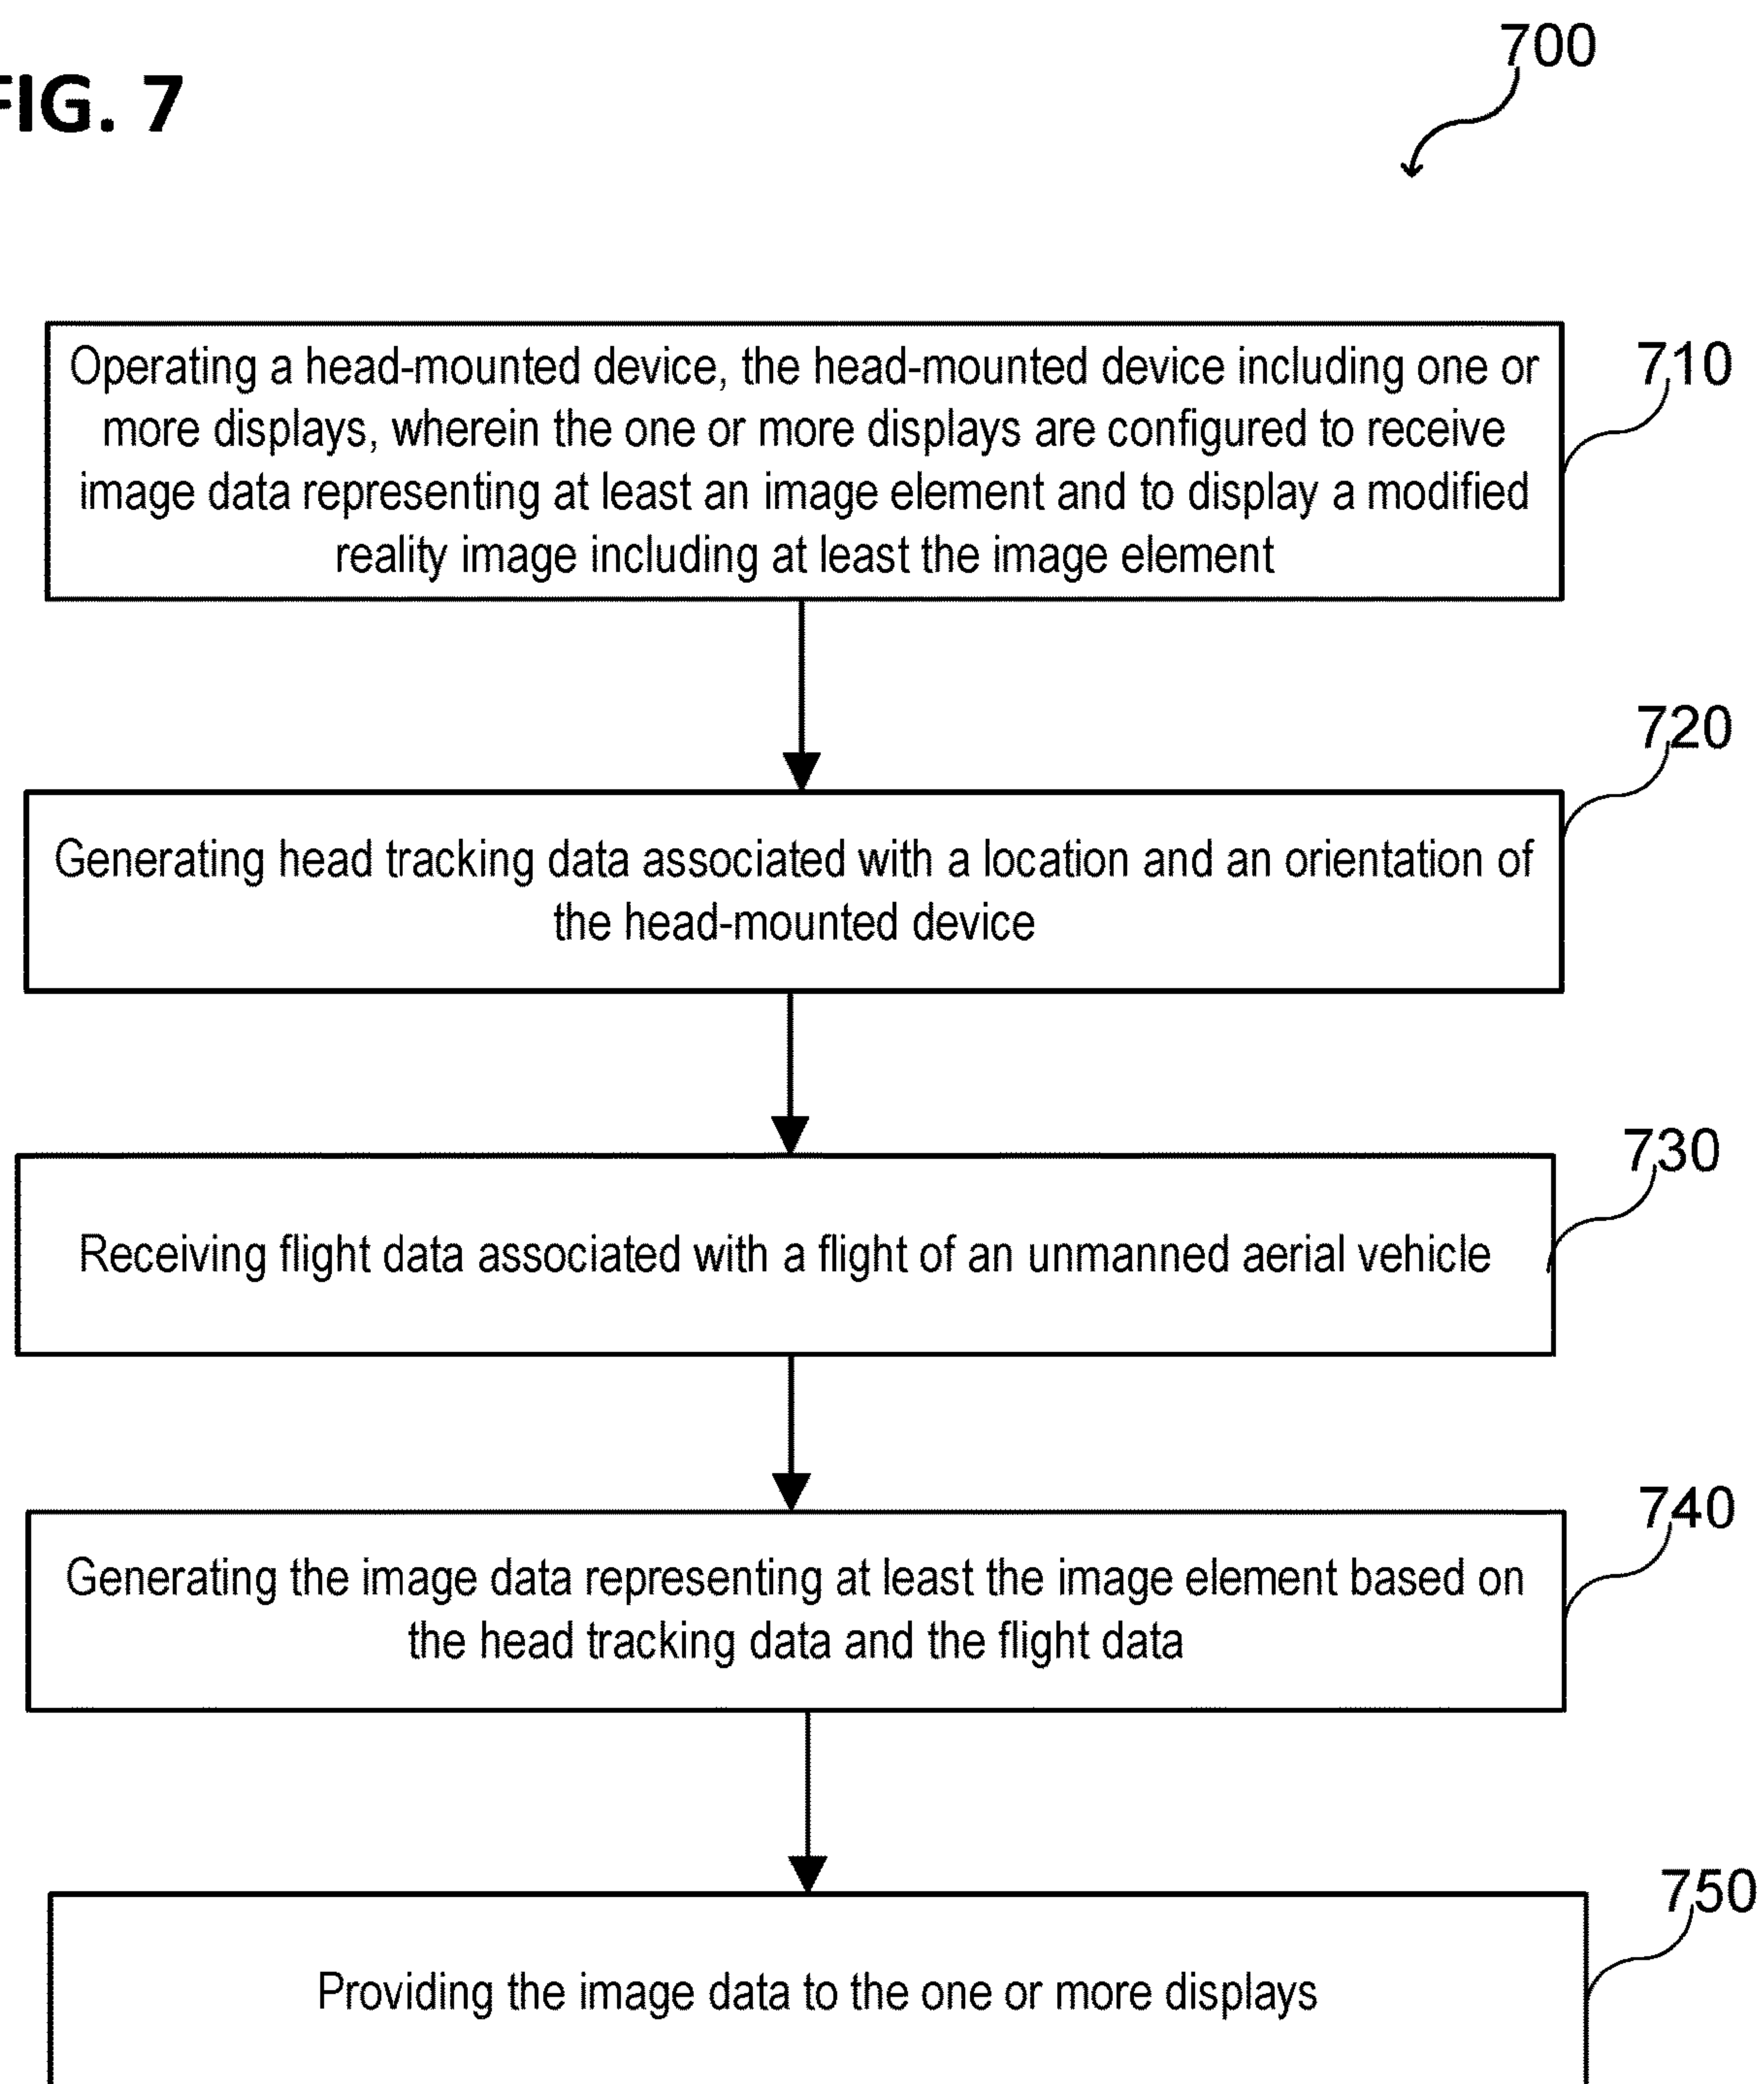 FIG. 7
700
Operating a head-mounted device, the head-mounted device including one or
more displays, wherein the one or more displays are configured to receive
image data representing at least an image element and to display a modified
reality image including at least the image element
710
Generating head tracking data associated with a location and an orientation of
the head-mounted device
720
Receiving flight data associated with a flight of an unmanned aerial vehicle
730
Generating the image data representing at least the image element based on
the head tracking data and the flight data
740
Providing the image data to the one or more displays
750